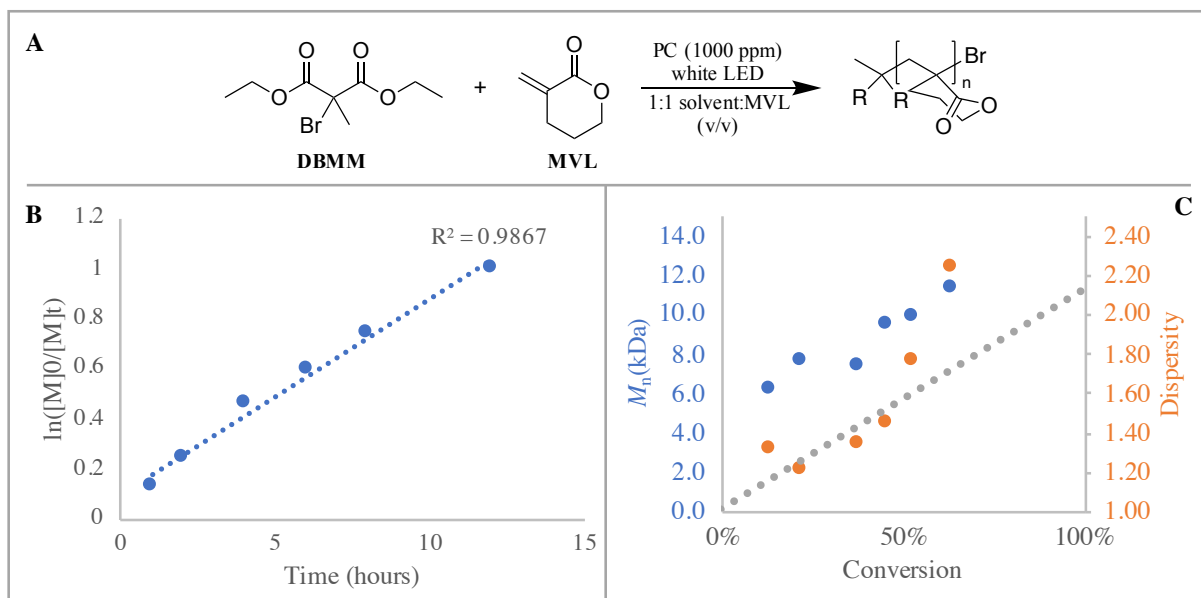 A
O
O
O
O
Br
DBMM
+
O
O
MVL
PC (1000 ppm)
white LED
1:1 solvent:MVL
(v/v)
R
R
Br
n
O
O
B
ln([M]0/[M]t)
1.2
1
0.8
0.6
0.4
0.2
0
R² = 0.9867
0
5
10
15
Time (hours)
C
Mn(kDa)
14.0
12.0
10.0
8.0
6.0
4.0
2.0
0.0
2.40
2.20
2.00
1.80
1.60
1.40
1.20
1.00
Dispersity
0%
50%
100%
Conversion